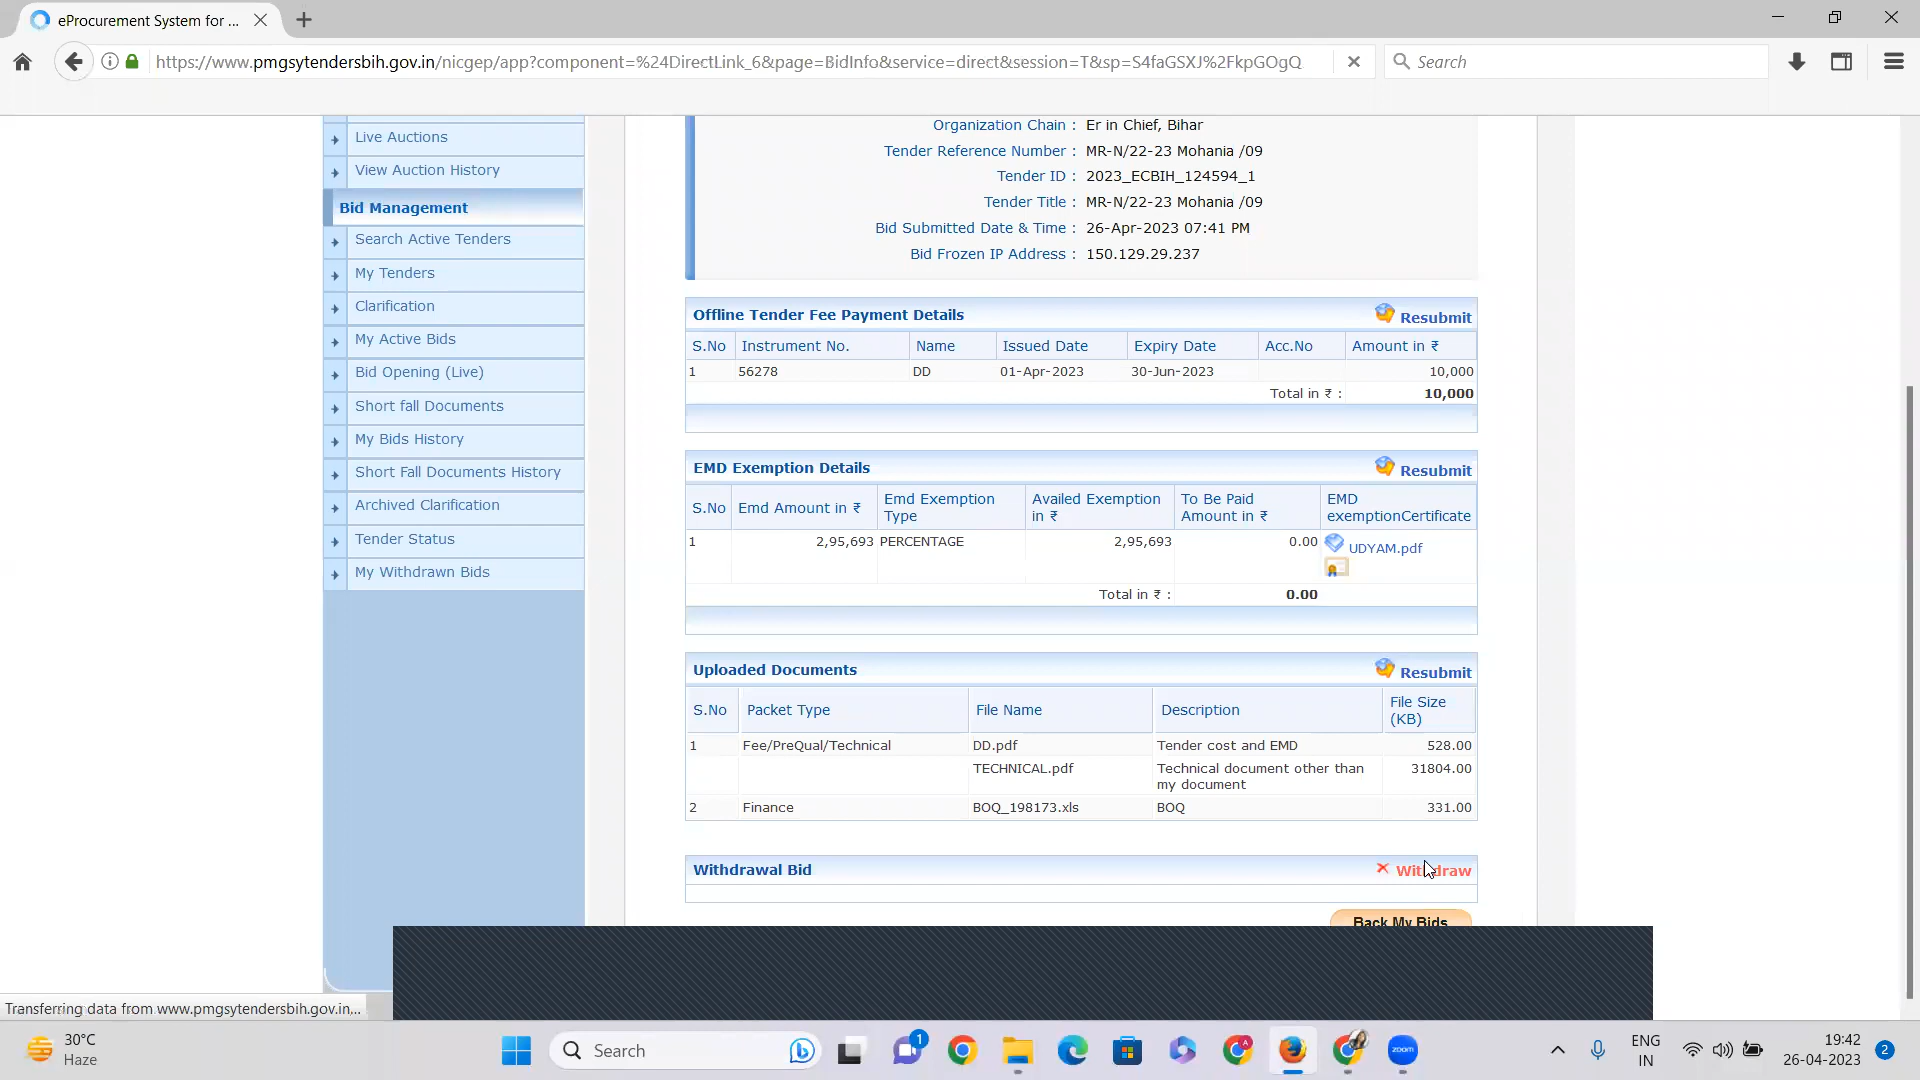 eProcurement System for ...
https://www.pmgsytendersbih.gov.in/nicgep/app?component=%24DirectLink_6&page=BidInfo&service=direct&session=T&sp=S4faGSXJ%2FkpGOgQ
Search
Live Auctions
View Auction History
Bid Management
Search Active Tenders
My Tenders
Clarification
My Active Bids
Bid Opening (Live)
Short fall Documents
My Bids History
Short Fall Documents History
Archived Clarification
Tender Status
My Withdrawn Bids
Organization Chain : Er in Chief, Bihar
Tender Reference Number : MR-N/22-23 Mohania /09
Tender ID : 2023_ECBIH_124594_1
Tender Title : MR-N/22-23 Mohania /09
Bid Submitted Date & Time : 26-Apr-2023 07:41 PM
Bid Frozen IP Address : 150.129.29.237
Offline Tender Fee Payment Details Resubmit
S.No Instrument No. Name Issued Date Expiry Date Acc.No Amount in ₹
1 56278 DD 01-Apr-2023 30-Jun-2023 10,000
Total in ₹ : 10,000
EMD Exemption Details Resubmit
S.No Emd Amount in ₹ Emd Exemption Type Availed Exemption in ₹ To Be Paid Amount in ₹ EMD exemptionCertificate
1 2,95,693 PERCENTAGE 2,95,693 0.00 UDYAM.pdf
Total in ₹ : 0.00
Uploaded Documents Resubmit
S.No Packet Type File Name Description File Size (KB)
1 Fee/PreQual/Technical DD.pdf Tender cost and EMD 528.00
TECHNICAL.pdf Technical document other than my document 31804.00
2 Finance BOQ_198173.xls BOQ 331.00
Withdrawal Bid Withdraw
Back My Bids
Transferring data from www.pmgsytendersbih.gov.in...
30°C
Haze
Search
1
A
zoom
ENG
IN
19:42
26-04-2023
2